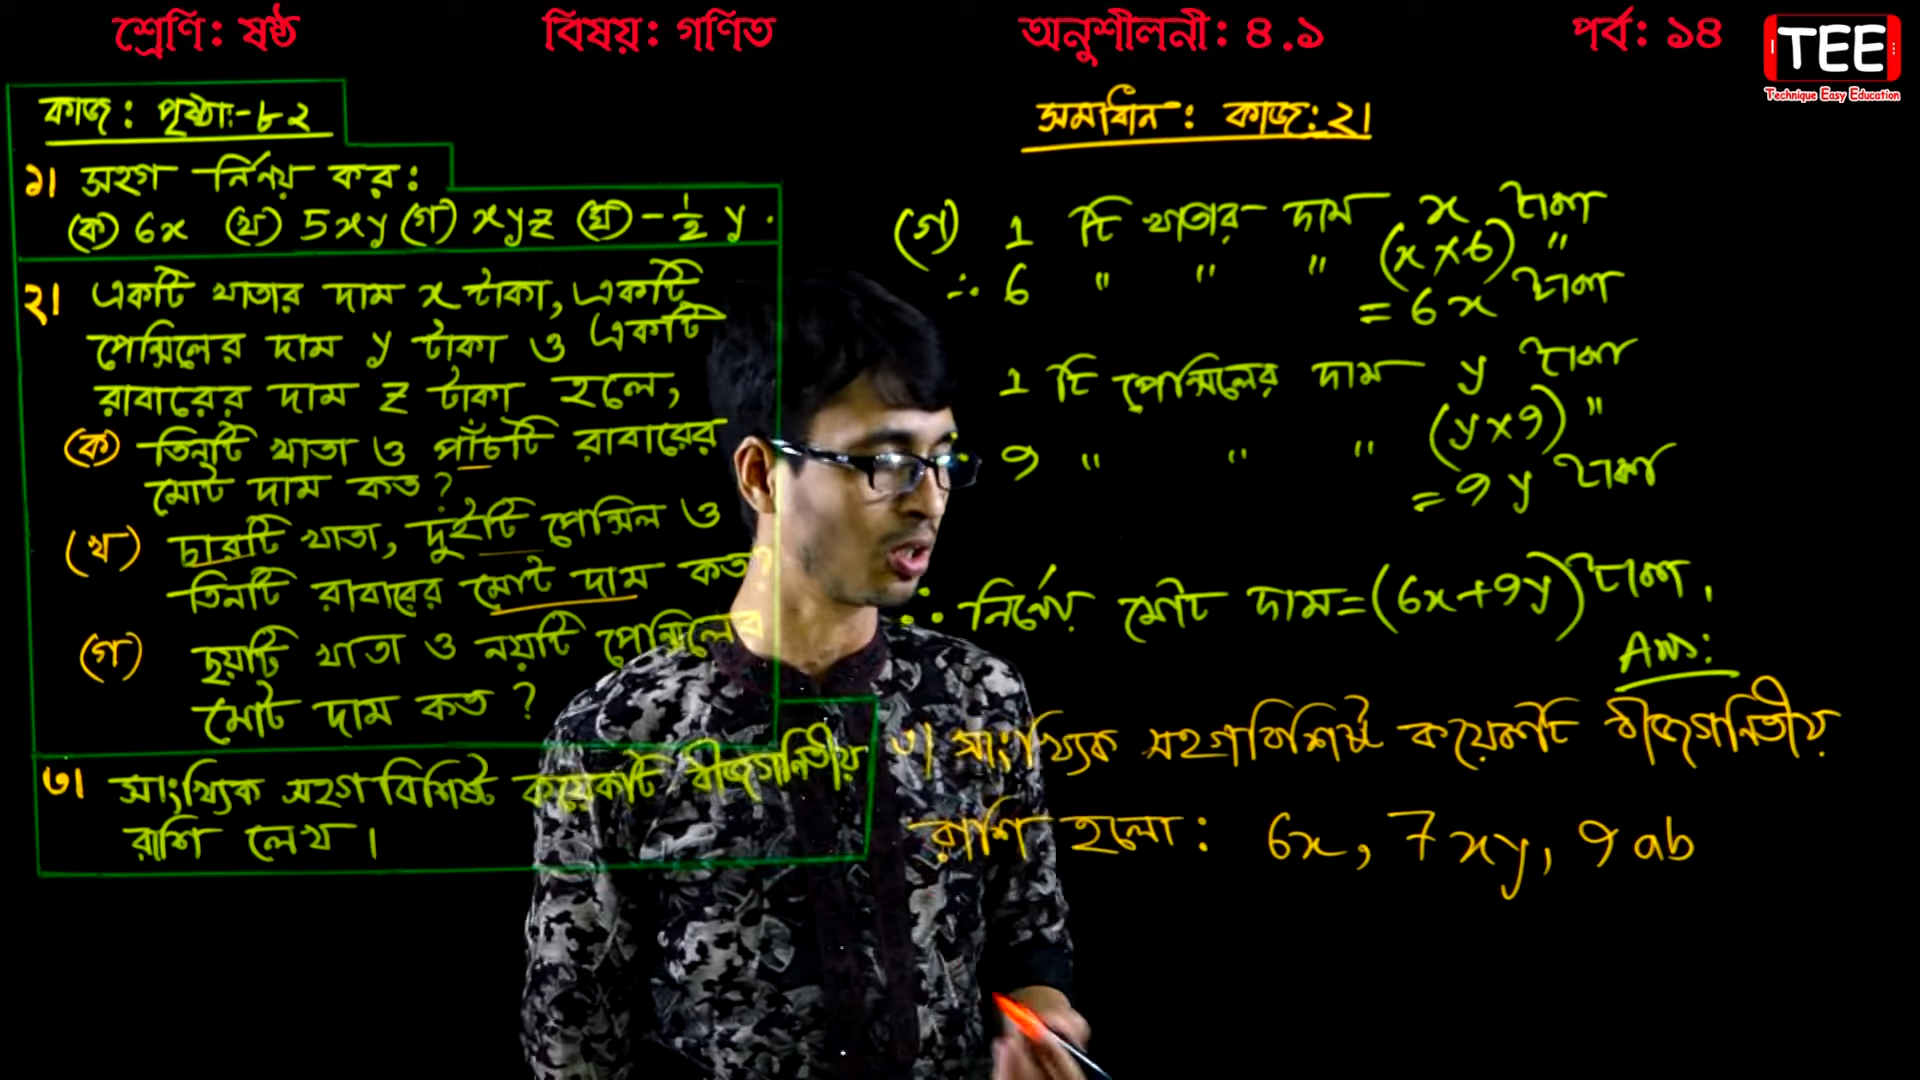 শ্রেণি: ষষ্ঠ বিষয়: গণিত অনুশীলনী: ৪.১ পর্ব: ১৪
TEE
Technique Easy Education
কাজ: পৃষ্ঠা:-৮২
১। সহগ নির্ণয় কর:
(ক) 6x (খ) 5xy (গ) xyz (ঘ) -½ y.
২। একটি খাতার দাম x টাকা, একটি
পেন্সিলের দাম y টাকা ও একটি
রাবারের দাম z টাকা হলে,
(ক) তিনটি খাতা ও পাঁচটি রাবারের
মোট দাম কত?
(খ) চারটি খাতা, দুইটি পেন্সিল ও
তিনটি রাবারের মোট দাম কত?
(গ) ছয়টি খাতা ও নয়টি পেন্সিলের
মোট দাম কত?
৩। সাংখ্যিক সহগ বিশিষ্ট কয়েকটি বীজগানিতীয়
রাশি লেখ।
সমাধান: কাজ: ২।
(গ) 1 টি খাতার দাম x টাকা
∴ 6 " " " (x×6) "
= 6x টাকা
1 টি পেন্সিলের দাম y টাকা
9 " " " (y×9) "
= 9y টাকা
∴ নির্ণেয় মোট দাম=(6x+9y) টাকা.
Ans:
৩। সাংখ্যিক সহগ বিশিষ্ট কয়েকটি বীজগানিতীয়
রাশি হলো: 6x, 7xy, 9ab